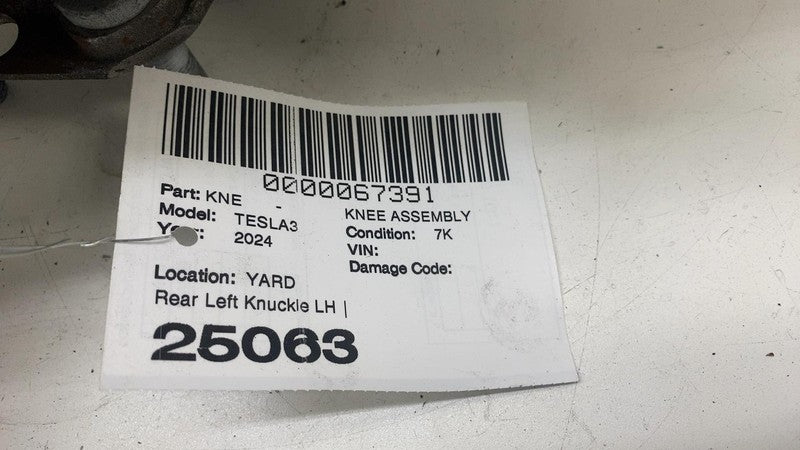 0000067391
Part: KNE -
KNEE ASSEMBLY
Model: TESLA3
Condition: 7K
2024
VIN:
Damage Code:
Location: YARD
Rear Left Knuckle LH |
25063